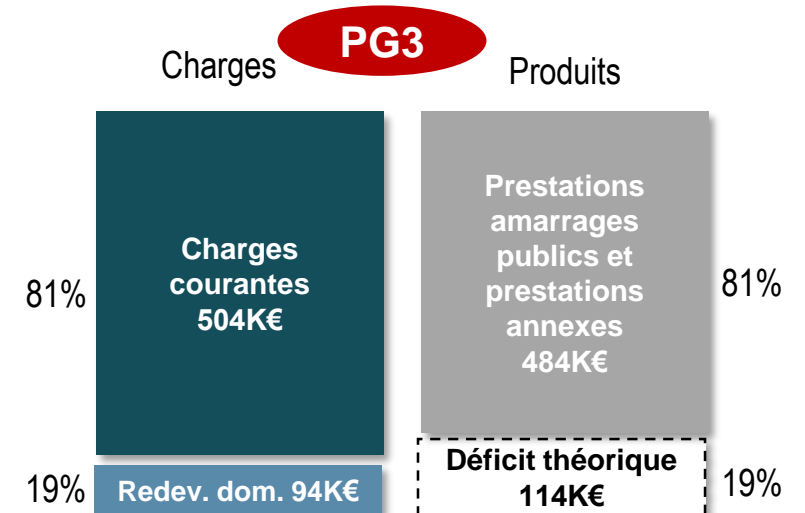 PG3
Charges
Produits
Charges
courantes
504K€
81%
Prestations
amarrages
publics et
prestations
annexes
484K€
81%
19%
Redev. dom. 94K€
Déficit théorique
114K€
19%